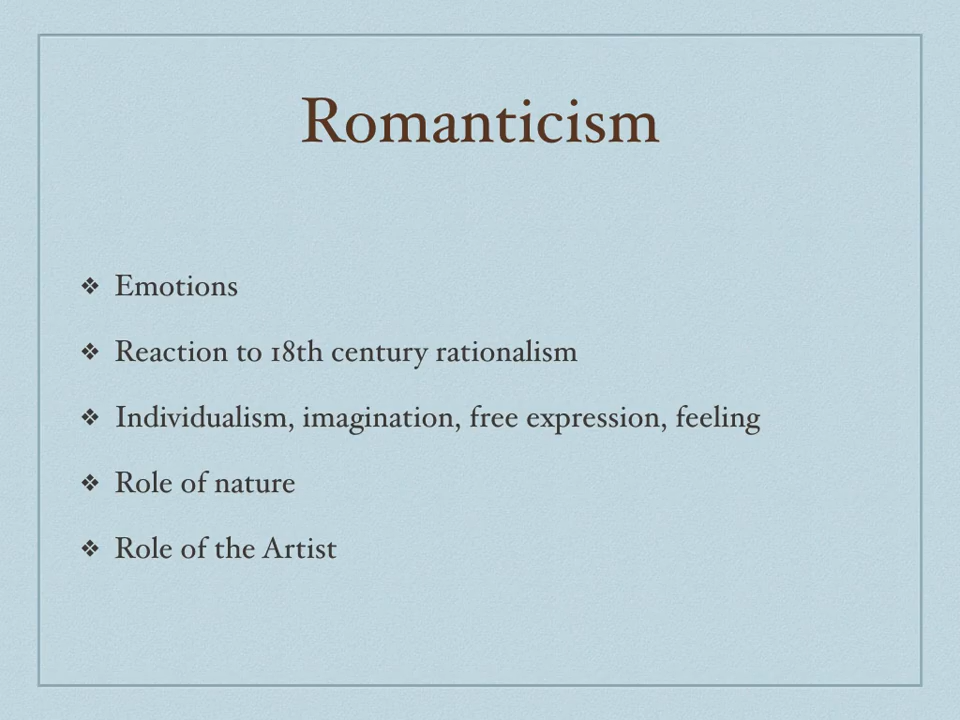 Romanticism
❖ Emotions
❖ Reaction to 18th century rationalism
❖ Individualism, imagination, free expression, feeling
❖ Role of nature
❖ Role of the Artist